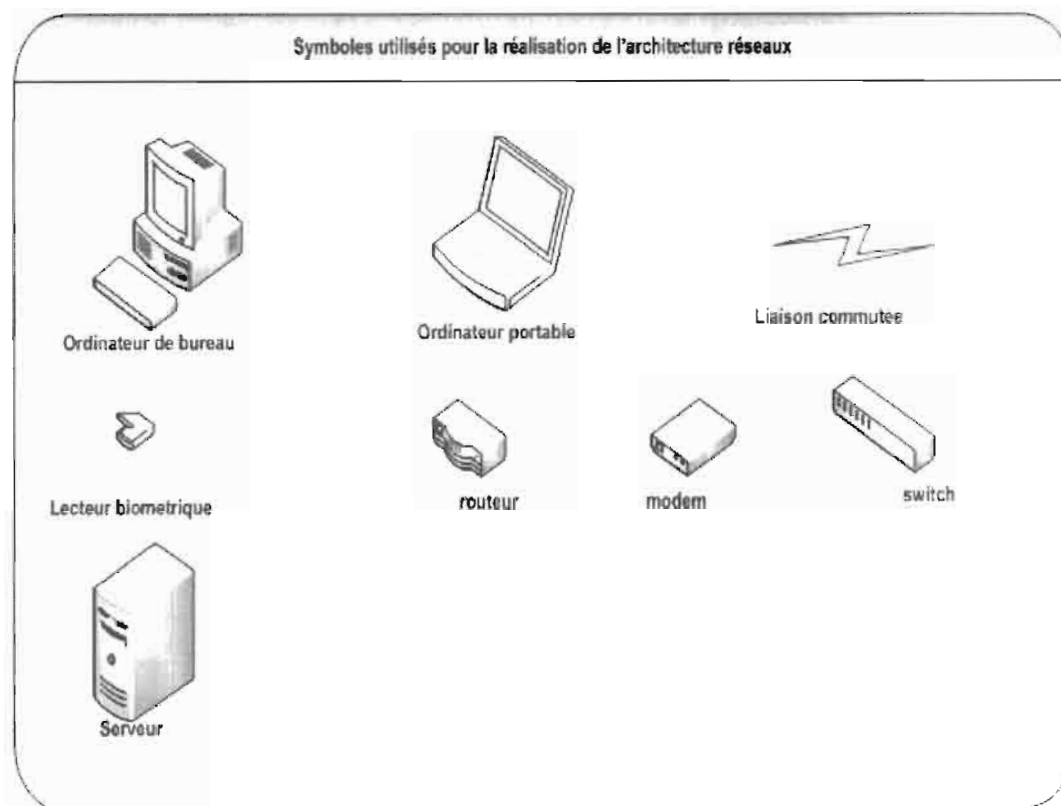 Symboles utilisés pour la réalisation de l'architecture réseaux
Ordinateur de bureau
Ordinateur portable
Liaison commutee
Lecteur biometrique
routeur
modem
switch
Serveur